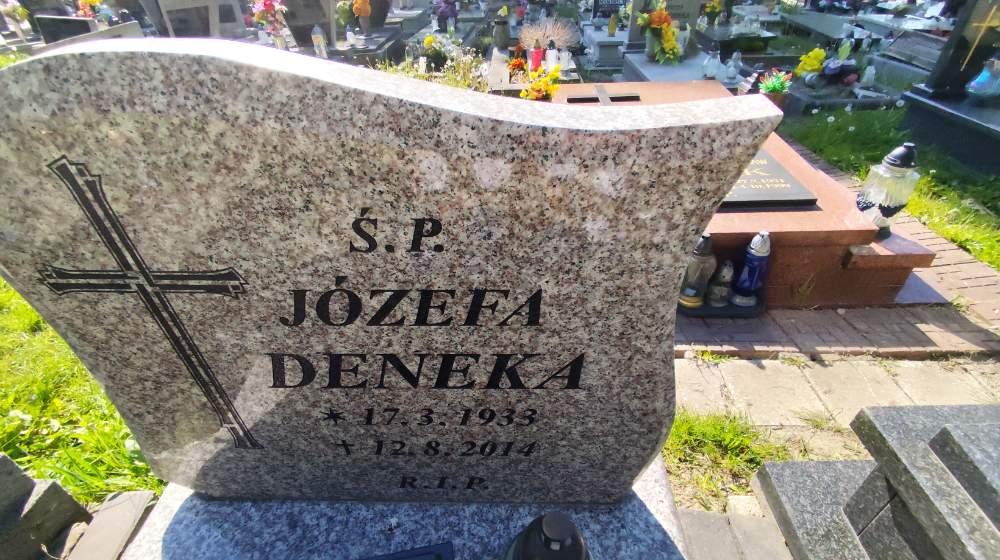 Ś.P.
JÓZEFA
DENEKA
* 17.3.1933
✝ 12.8.2014
R.I.P.